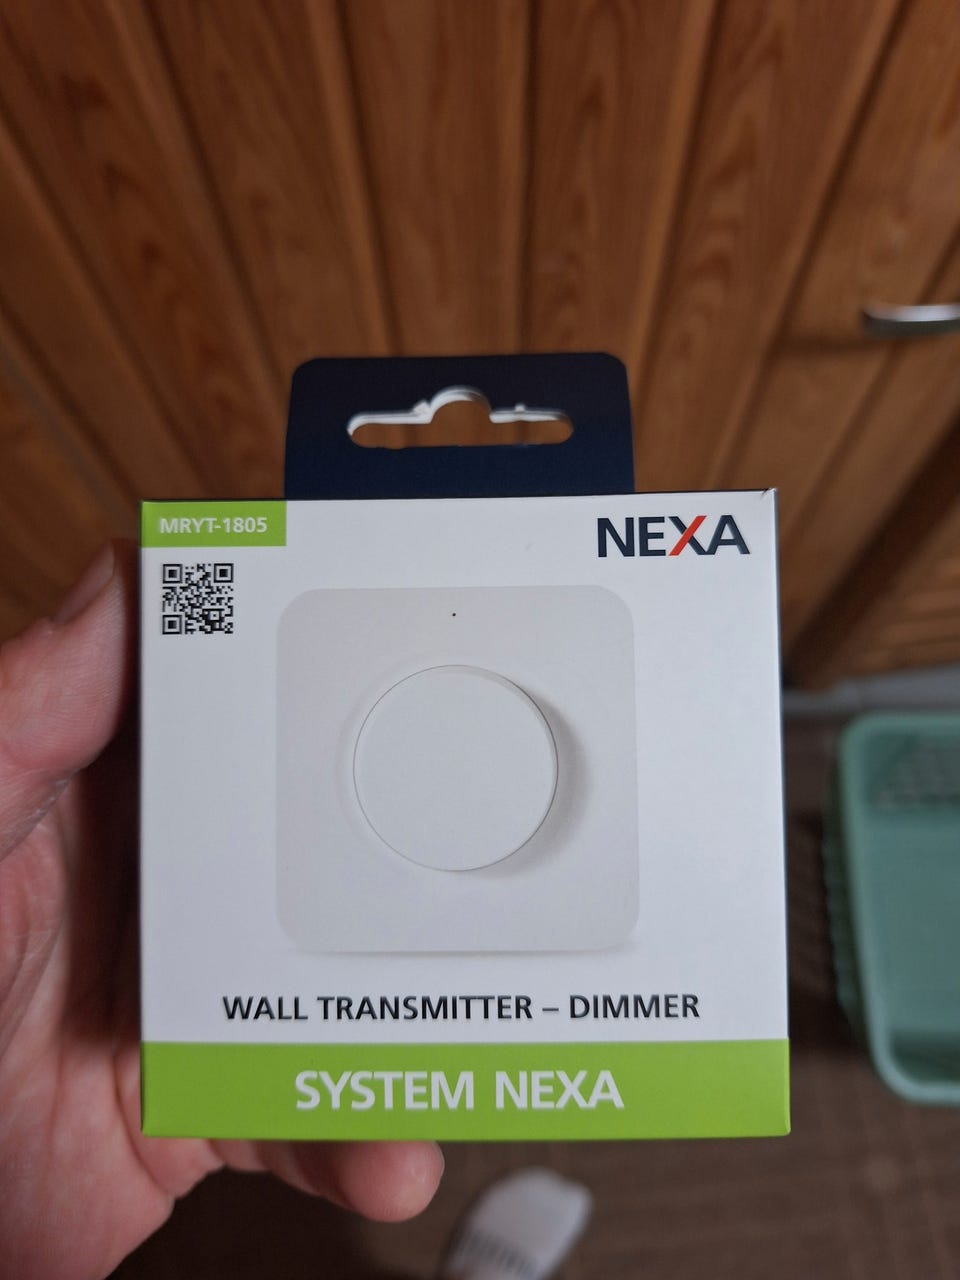 MRYT-1805
NEXA
WALL TRANSMITTER – DIMMER
SYSTEM NEXA